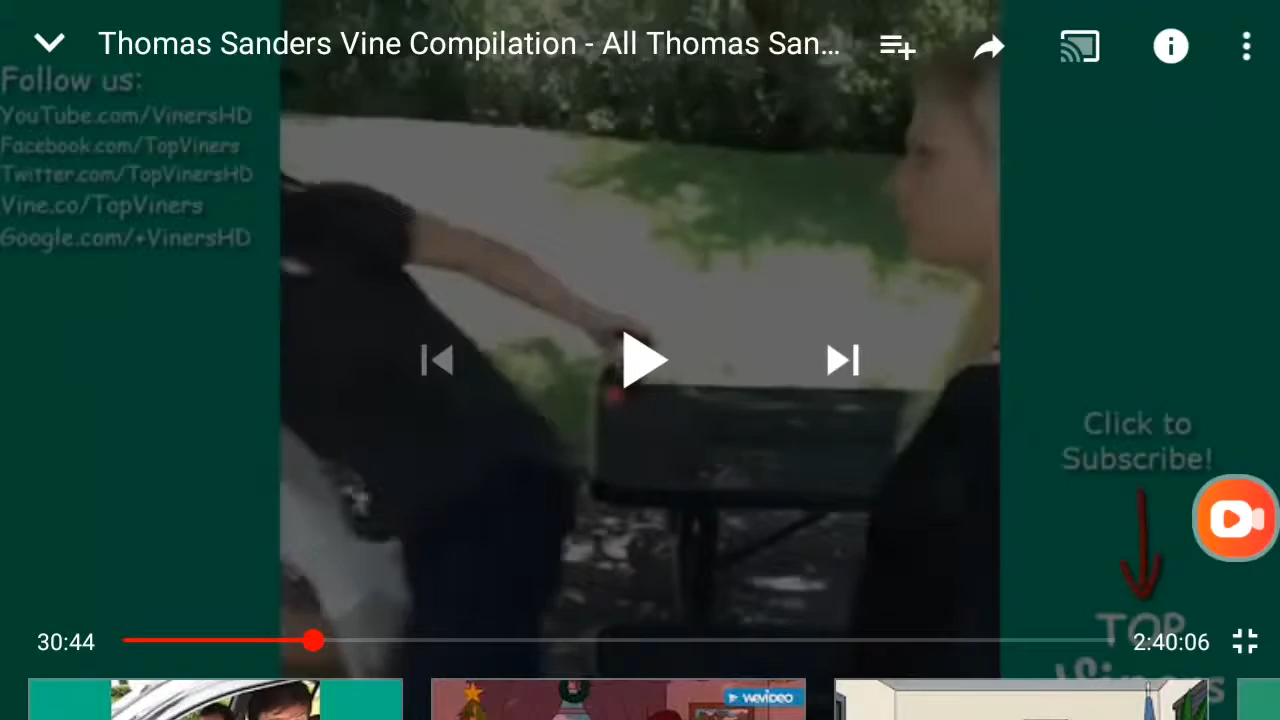 Thomas Sanders Vine Compilation - All Thomas San...
Follow us:
YouTube.com/VinersHD
Facebook.com/TopViners
Twitter.com/TopVinersHD
Vine.co/TopViners
Google.com/+VinersHD
Click to
Subscribe!
TOP
Viners
30:44
2:40:06
WEVIDEO